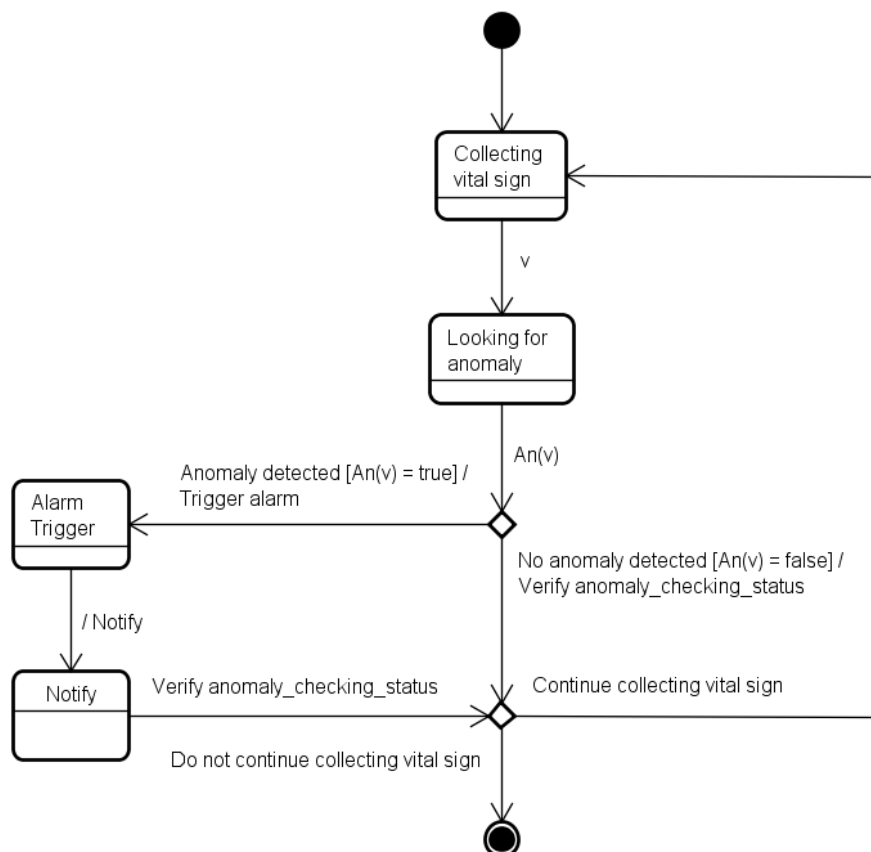 Collecting
vital sign
v
Looking for
anomaly
An(v)
Anomaly detected [An(v) = true] /
Trigger alarm
Alarm
Trigger
No anomaly detected [An(v) = false] /
Verify anomaly_checking_status
/ Notify
Notify
Verify anomaly_checking_status
Continue collecting vital sign
Do not continue collecting vital sign